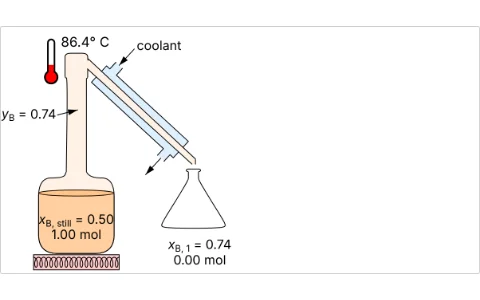 86.4° C
coolant
yB = 0.74
xB, still = 0.50
1.00 mol
xB, 1 = 0.74
0.00 mol